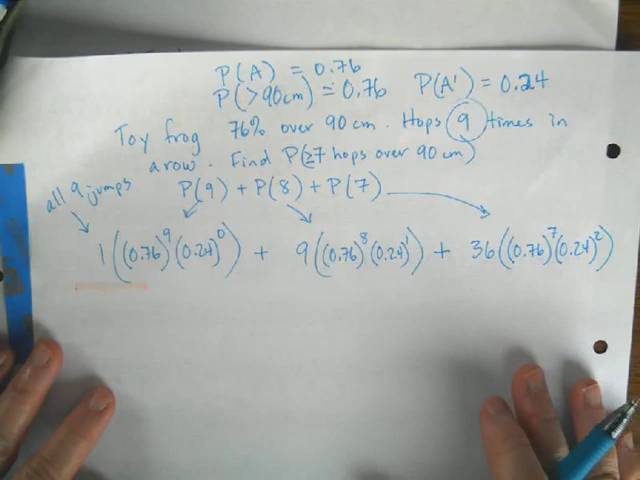 P(A) = 0.76
P(>90cm) = 0.76 P(A') = 0.24
Toy frog 76% over 90 cm. Hops 9 times in
a row. Find P(≥7 hops over 90 cm)
all 9 jumps P(9) + P(8) + P(7)
1((0.76)⁹(0.24)⁰) + 9((0.76)⁸(0.24)¹) + 36((0.76)⁷(0.24)²)